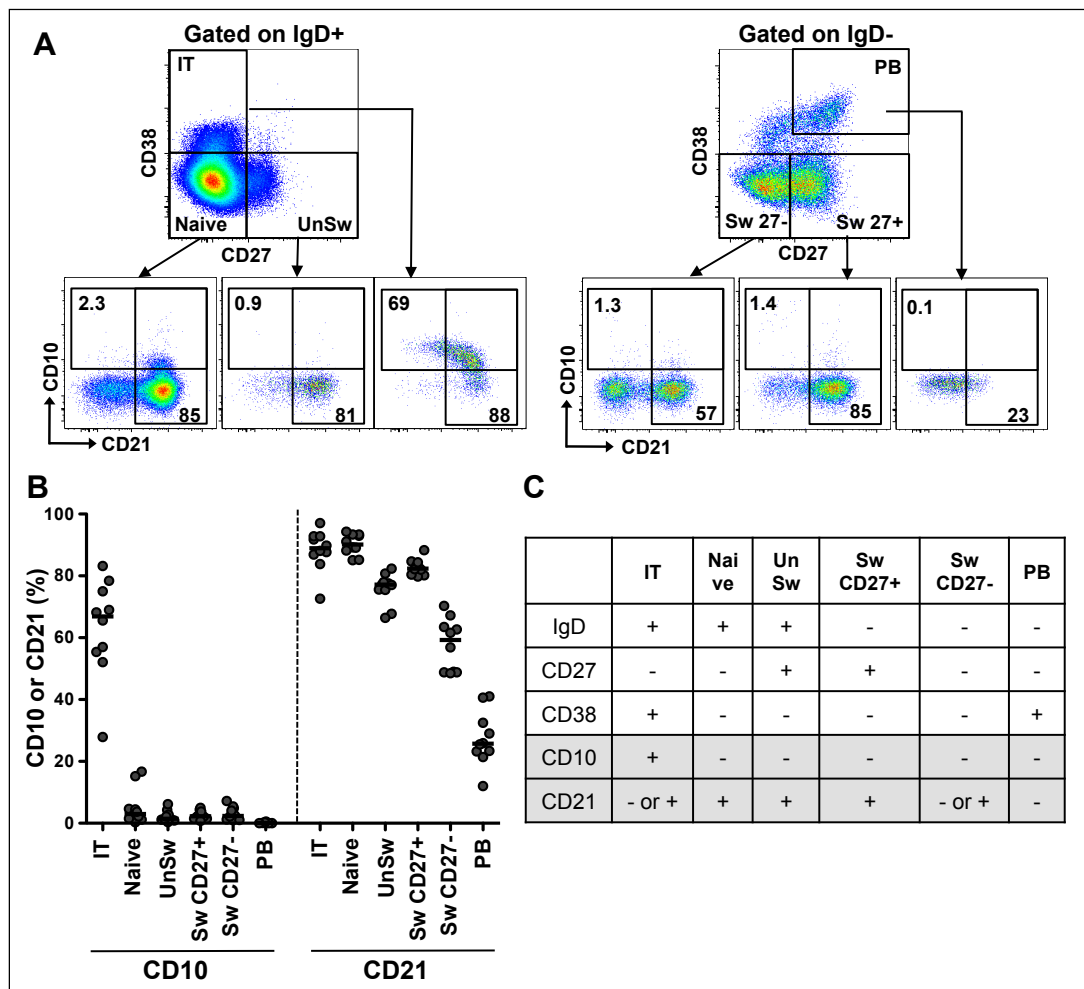 A
Gated on IgD+
Gated on IgD-
IT
CD38
Naive
UnSw
CD27
PB
CD38
Sw 27-
Sw 27+
CD27
2.3
85
0.9
81
69
88
CD10
CD21
1.3
57
1.4
85
0.1
23
CD10
CD21
B
CD10 or CD21 (%)
100
80
60
40
20
0
IT
Naive
UnSw
Sw CD27+
Sw CD27-
PB
IT
Naive
UnSw
Sw CD27+
Sw CD27-
PB
CD10
CD21
C
IT Nai ve Un Sw Sw CD27+ Sw CD27- PB
IgD + + + - - -
CD27 - - + + -
CD38 + - - - - +
CD10 + - - - - -
CD21 - or + + + + - or + -